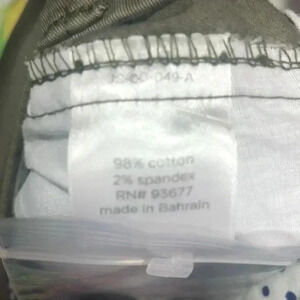 98% cotton
2% spandex
RN# 93677
made in Bahrain